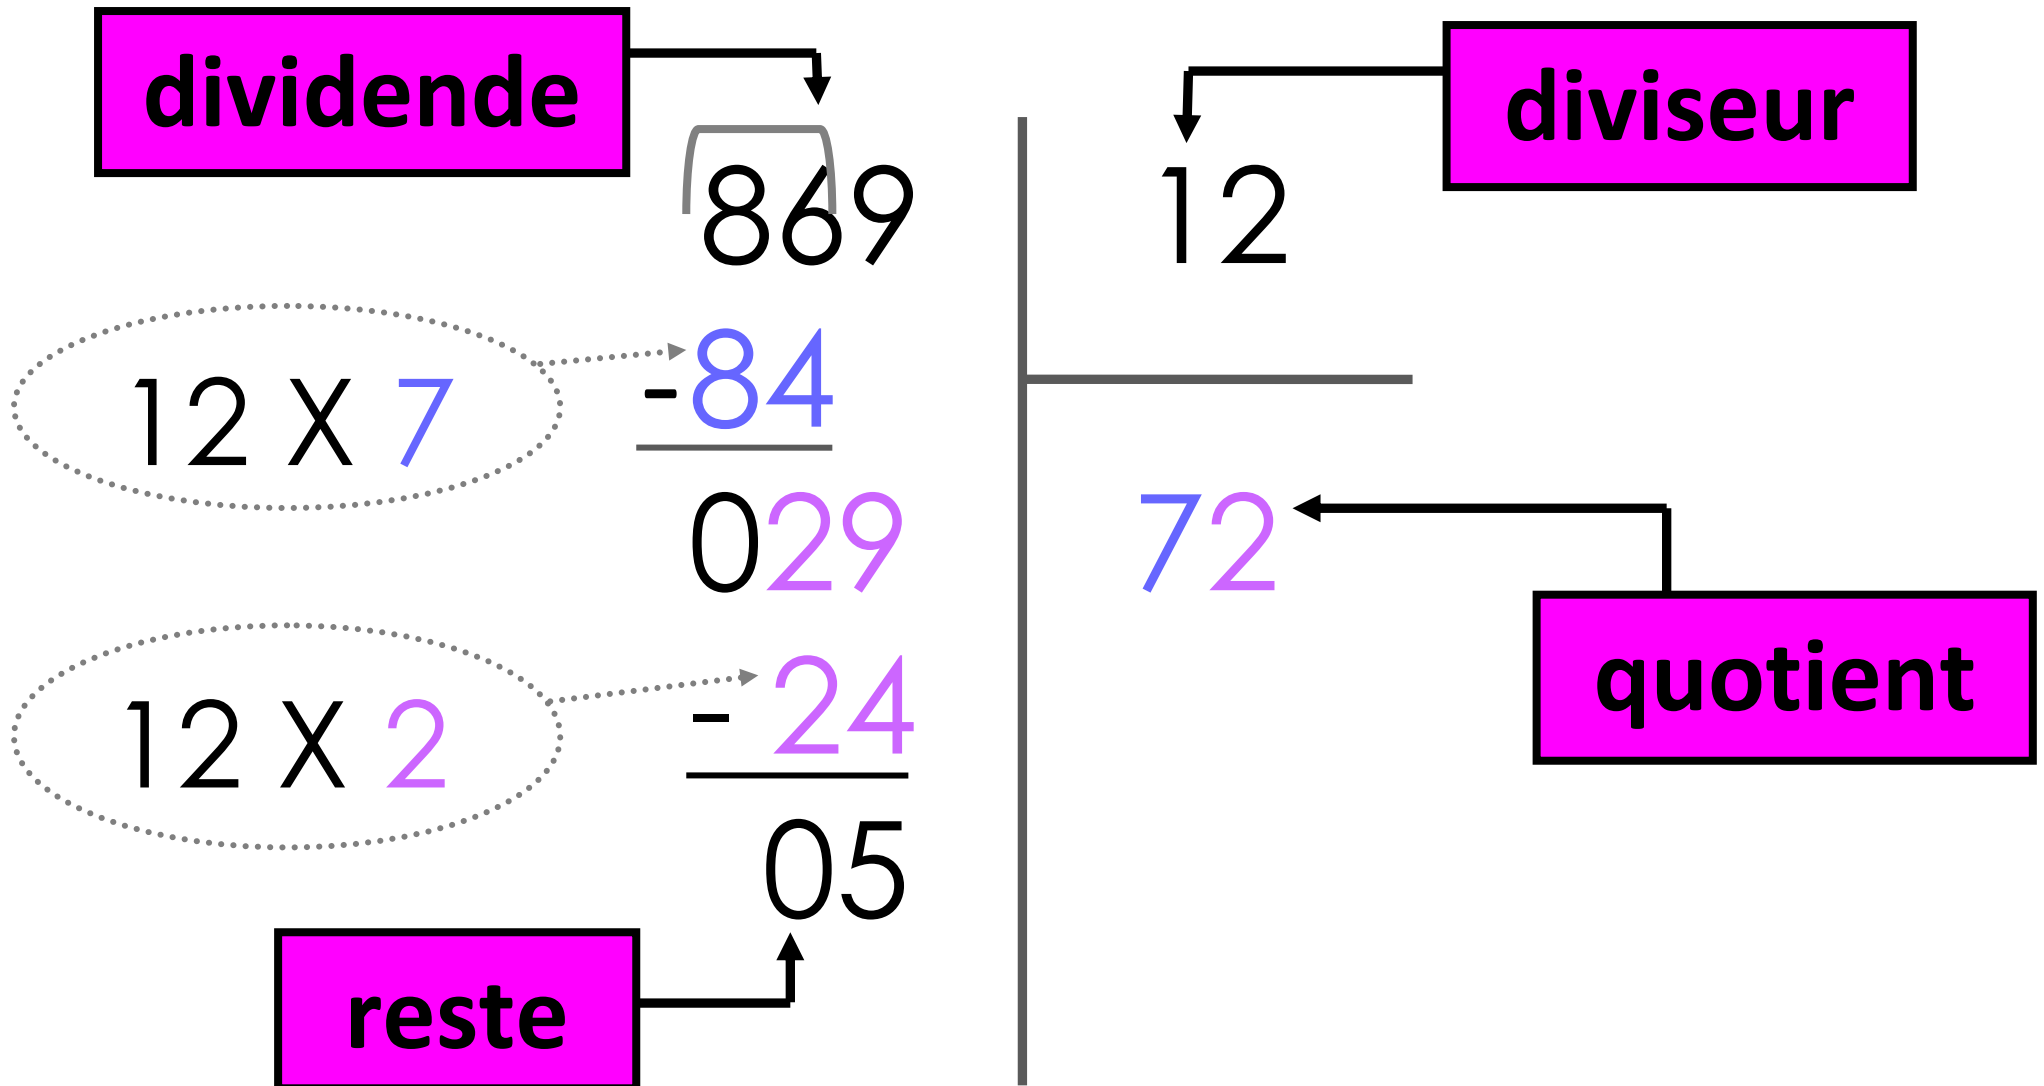 dividende
diviseur
869
12
12 X 7
-84
029
72
quotient
12 X 2
- 24
05
reste